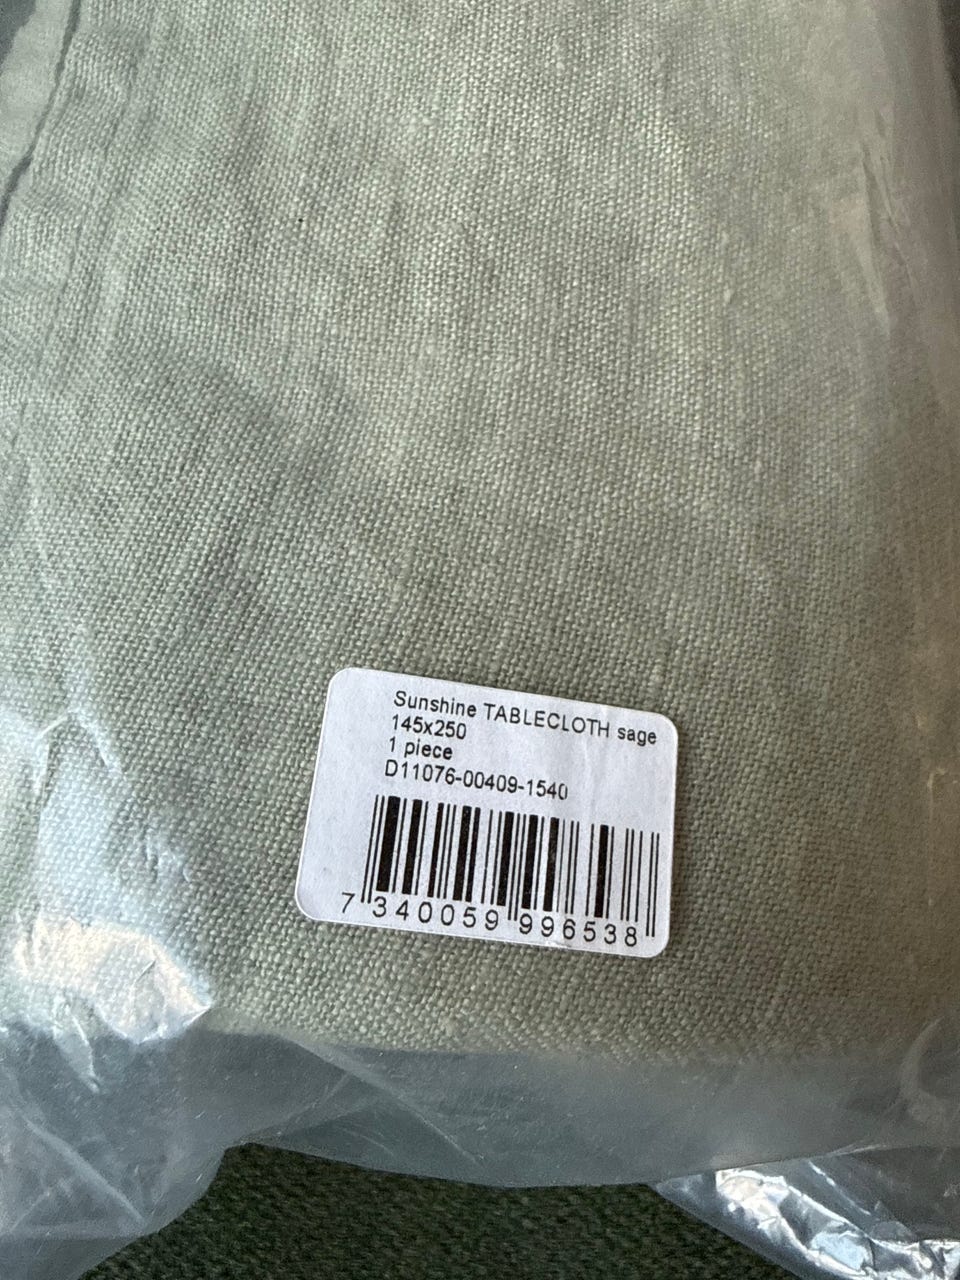 Sunshine TABLECLOTH sage
145x250
1 piece
D11076-00409-1540
7 340059 996538